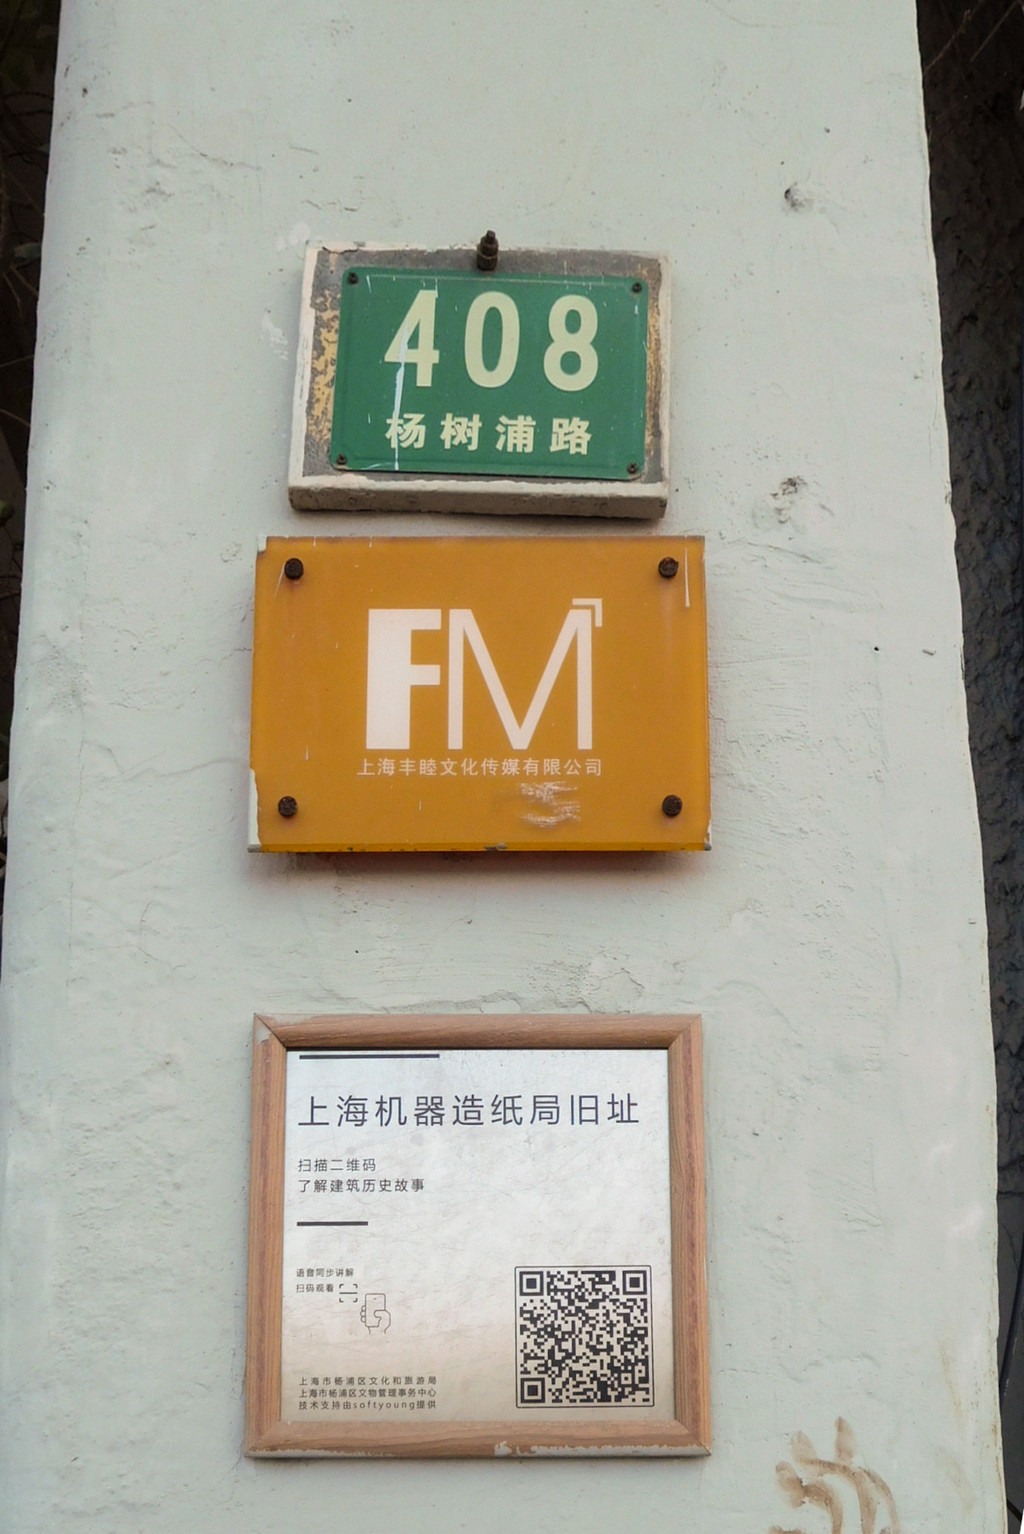 408
杨树浦路
FM
上海丰睦文化传媒有限公司
上海机器造纸局旧址
扫描二维码
了解建筑历史故事
语音同步讲解
扫码观看
上海市杨浦区文化和旅游局
上海市杨浦区文物管理事务中心
技术支持由softyoung提供